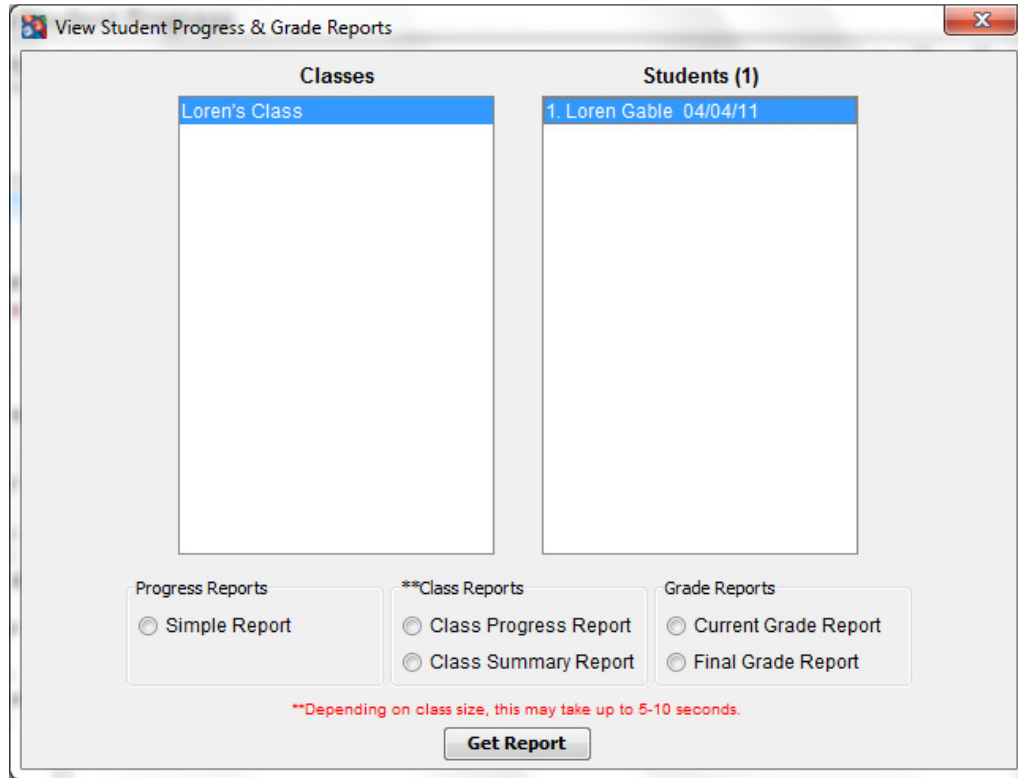 View Student Progress & Grade Reports
Classes
Students (1)
Loren's Class
1. Loren Gable 04/04/11
Progress Reports
**Class Reports
Grade Reports
Simple Report
Class Progress Report
Current Grade Report
Class Summary Report
Final Grade Report
**Depending on class size, this may take up to 5-10 seconds.
Get Report